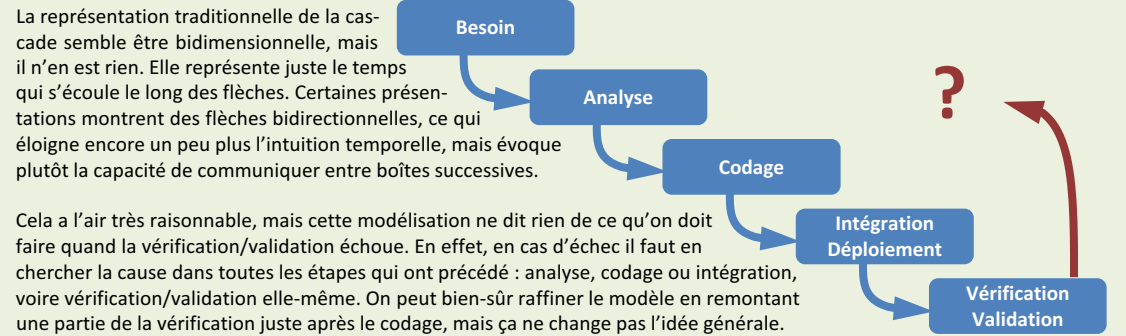 La représentation traditionnelle de la cas-
cade semble être bidimensionnelle, mais
il n'en est rien. Elle représente juste le temps
qui s'écoule le long des flèches. Certaines présen-
tations montrent des flèches bidirectionnelles, ce qui
éloigne encore un peu plus l'intuition temporelle, mais évoque
plutôt la capacité de communiquer entre boîtes successives.
Cela a l'air très raisonnable, mais cette modélisation ne dit rien de ce qu'on doit
faire quand la vérification/validation échoue. En effet, en cas d'échec il faut en
chercher la cause dans toutes les étapes qui ont précédé : analyse, codage ou intégration,
voire vérification/validation elle-même. On peut bien-sûr raffiner le modèle en remontant
une partie de la vérification juste après le codage, mais ça ne change pas l'idée générale.
Besoin
Analyse
Codage
Intégration
Déploiement
Vérification
Validation
?